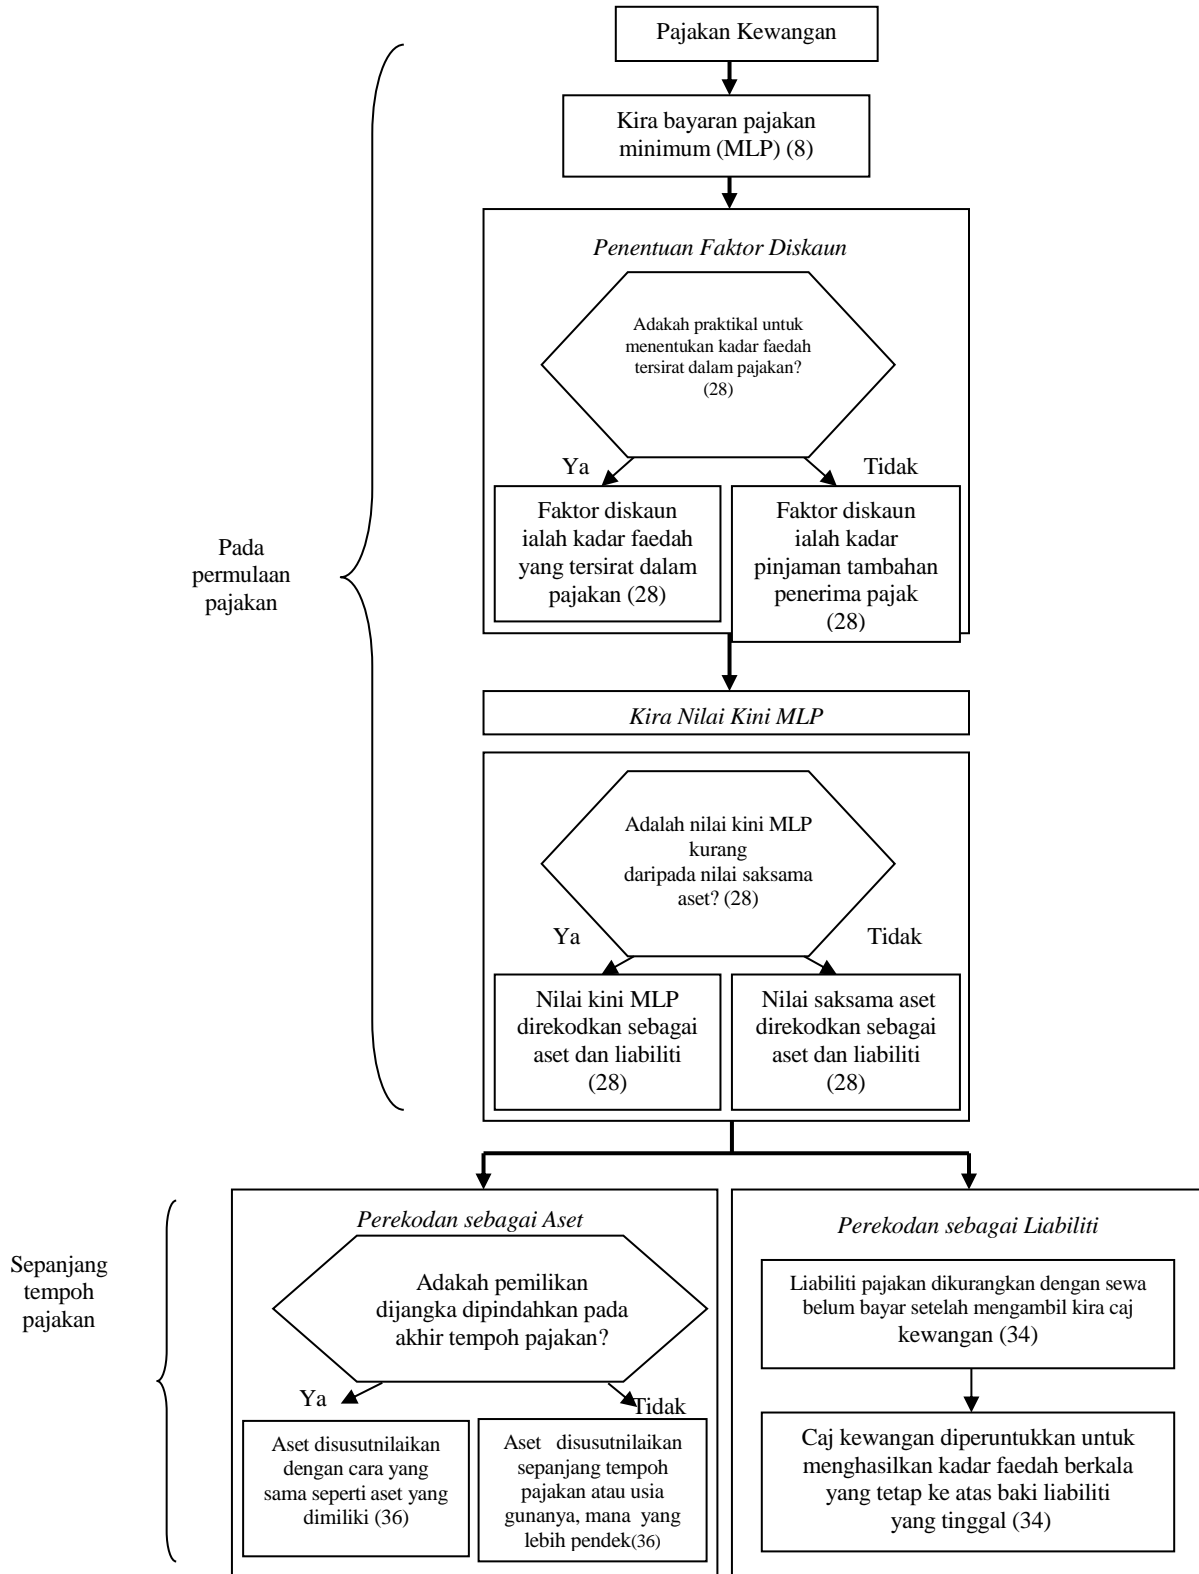 Pajakan Kewangan
Kira bayaran pajakan
minimum (MLP) (8)
Penentuan Faktor Diskaun
Adakah praktikal untuk
menentukan kadar faedah
tersirat dalam pajakan?
(28)
Ya
Tidak
Faktor diskaun
ialah kadar faedah
yang tersirat dalam
pajakan (28)
Faktor diskaun
ialah kadar
pinjaman tambahan
penerima pajak
(28)
Pada
permulaan
pajakan
Kira Nilai Kini MLP
Adalah nilai kini MLP
kurang
daripada nilai saksama
aset? (28)
Ya
Tidak
Nilai kini MLP
direkodkan sebagai
aset dan liabiliti
(28)
Nilai saksama aset
direkodkan sebagai
aset dan liabiliti
(28)
Sepanjang
tempoh
pajakan
Perekodan sebagai Aset
Adakah pemilikan
dijangka dipindahkan pada
akhir tempoh pajakan?
Ya
Tidak
Aset disusutnilaikan
dengan cara yang
sama seperti aset yang
dimiliki (36)
Aset disusutnilaikan
sepanjang tempoh
pajakan atau usia
gunanya, mana yang
lebih pendek(36)
Perekodan sebagai Liabiliti
Liabiliti pajakan dikurangkan dengan sewa
belum bayar setelah mengambil kira caj
kewangan (34)
Caj kewangan diperuntukkan untuk
menghasilkan kadar faedah berkala
yang tetap ke atas baki liabiliti
yang tinggal (34)